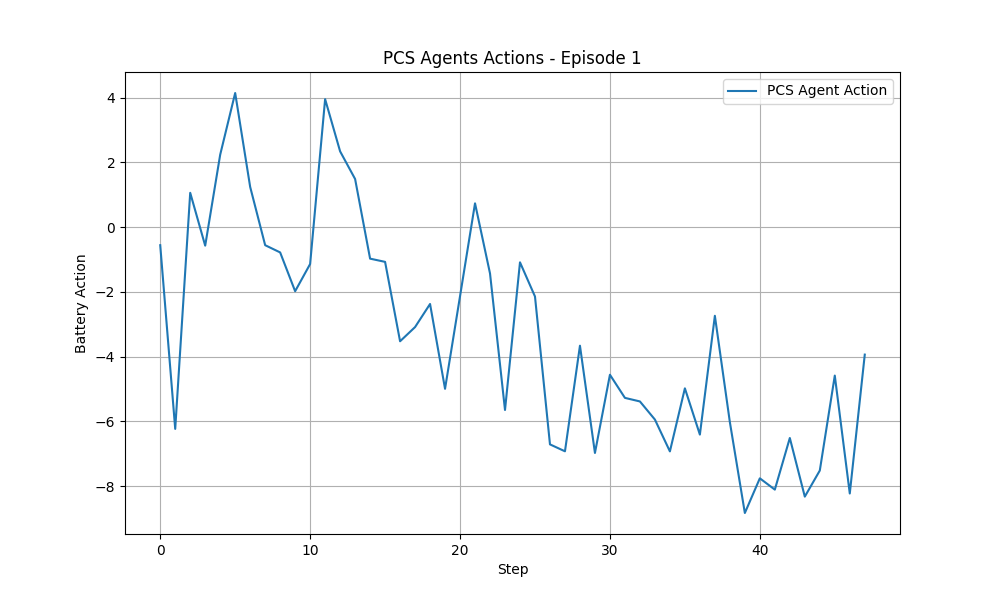 PCS Agents Actions - Episode 1
PCS Agent Action
Battery Action
4
2
0
−2
−4
−6
−8
0 10 20 30 40
Step